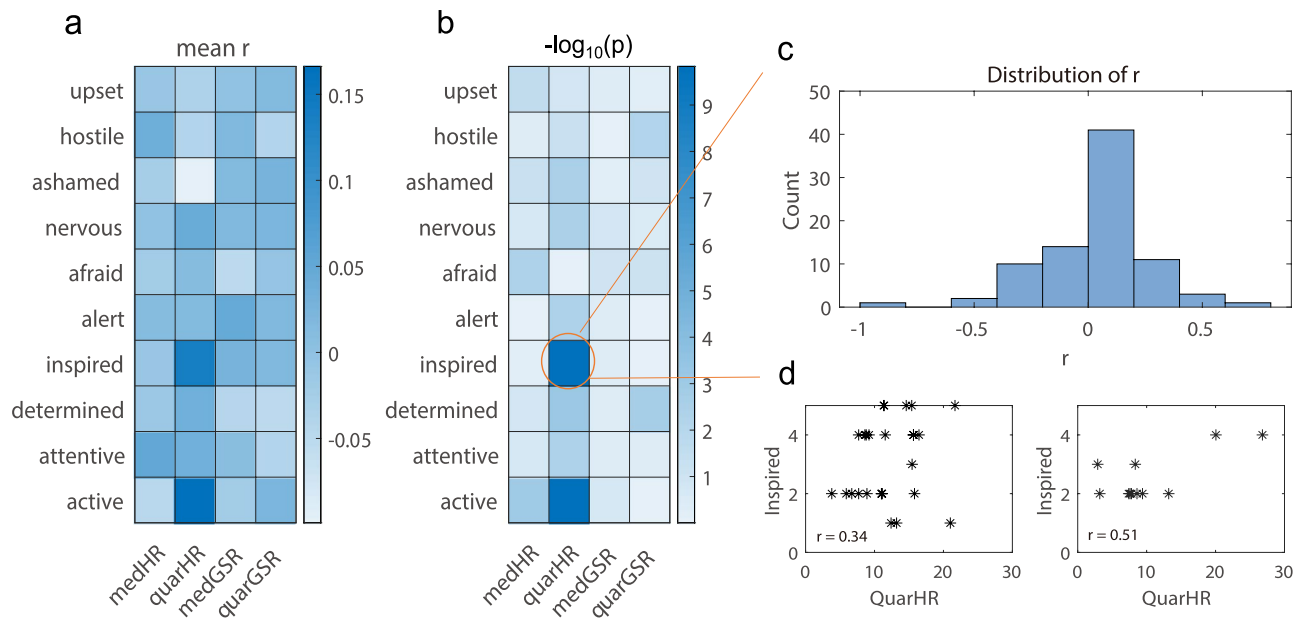 a
mean r
upset
hostile
ashamed
nervous
afraid
alert
inspired
determined
attentive
active
0.15
0.1
0.05
0
-0.05
medHR
quarHR
medGSR
quarGSR
b
-log10(p)
upset
hostile
ashamed
nervous
afraid
alert
inspired
determined
attentive
active
9
8
7
6
5
4
3
2
1
medHR
quarHR
medGSR
quarGSR
c
Distribution of r
Count
50
40
30
20
10
0
-1
-0.5
0
0.5
r
d
Inspired
4
2
0
r = 0.34
0
10
20
30
QuarHR
Inspired
4
2
0
r = 0.51
0
10
20
30
QuarHR